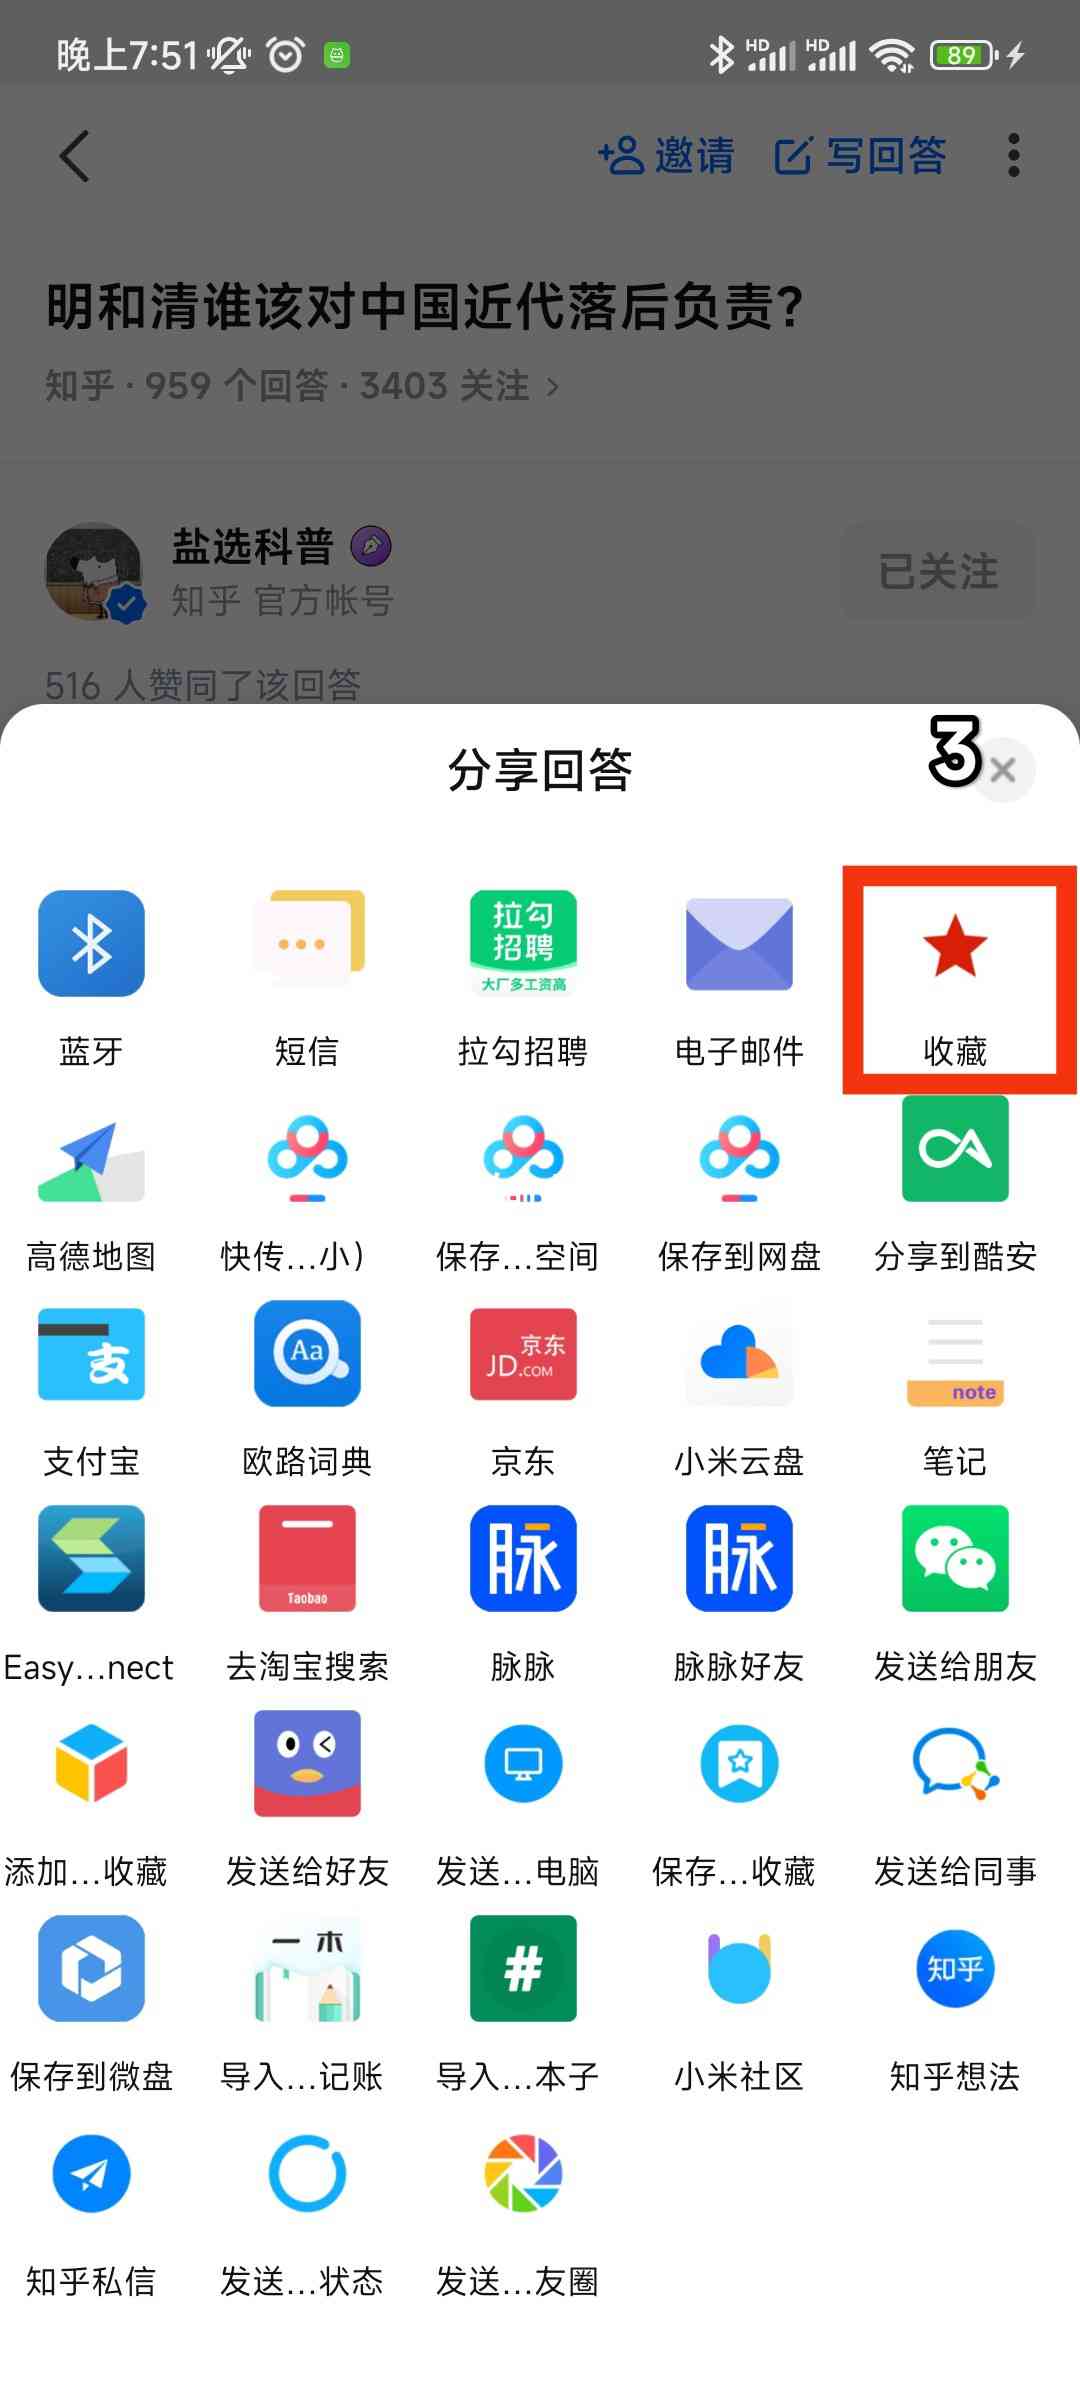 晚上7:51
HD HD 89
邀请 写回答
明和清谁该对中国近代落后负责?
知乎 · 959 个回答 · 3403 关注 >
盐选科普
知乎 官方帐号
已关注
516 人赞同了该回答
分享回答
3
拉勾
招聘
大厂多工资高
蓝牙 短信 拉勾招聘 电子邮件 收藏
高德地图 快传...小） 保存...空间 保存到网盘 分享到酷安
支 Aa 京东 JD.COM note
支付宝 欧路词典 京东 小米云盘 笔记
Taobao 脉 脉
Easy...nect 去淘宝搜索 脉脉 脉脉好友 发送给朋友
添加...收藏 发送给好友 发送...电脑 保存...收藏 发送给同事
一木 # 知乎
保存到微盘 导入...记账 导入...本子 小米社区 知乎想法
知乎私信 发送...状态 发送...友圈